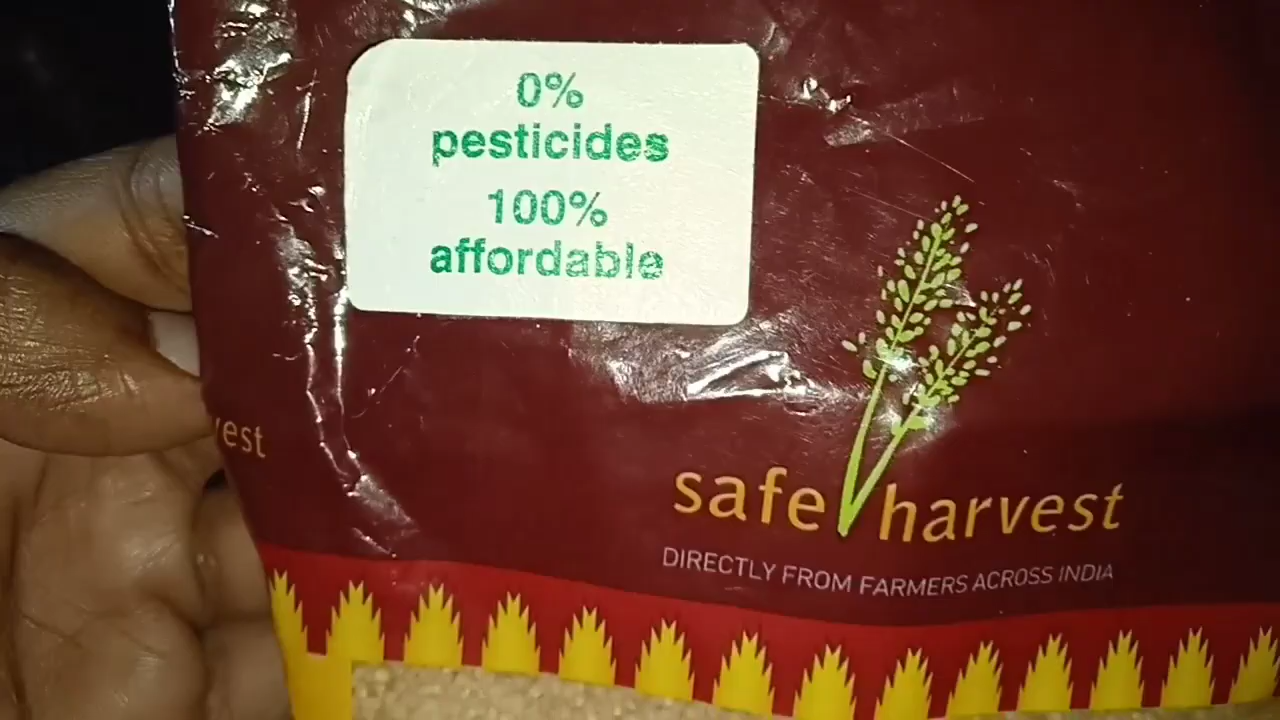 0%
pesticides
100%
affordable
vest
safe harvest
DIRECTLY FROM FARMERS ACROSS INDIA